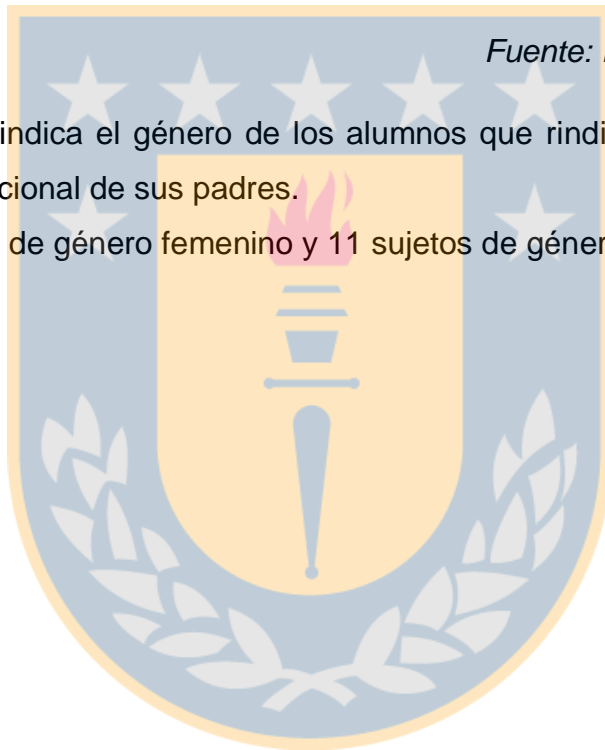 Fuente:
indica el género de los alumnos que rindi
cional de sus padres.
de género femenino y 11 sujetos de géner